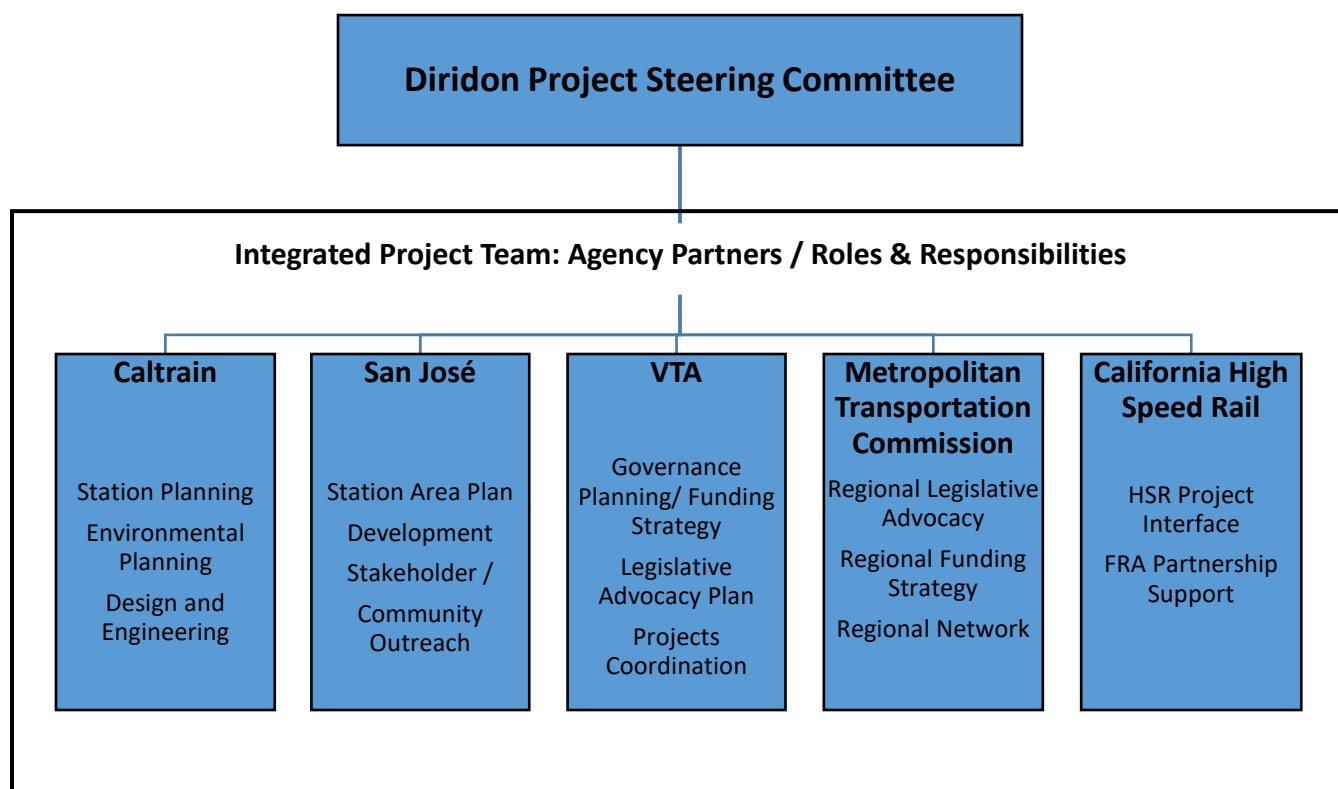 Diridon Project Steering Committee
Integrated Project Team: Agency Partners / Roles & Responsibilities
Caltrain
Station Planning
Environmental
Planning
Design and
Engineering
San José
Station Area Plan
Development
Stakeholder /
Community
Outreach
VTA
Governance
Planning/ Funding
Strategy
Legislative
Advocacy Plan
Projects
Coordination
Metropolitan
Transportation
Commission
Regional Legislative
Advocacy
Regional Funding
Strategy
Regional Network
California High
Speed Rail
HSR Project
Interface
FRA Partnership
Support